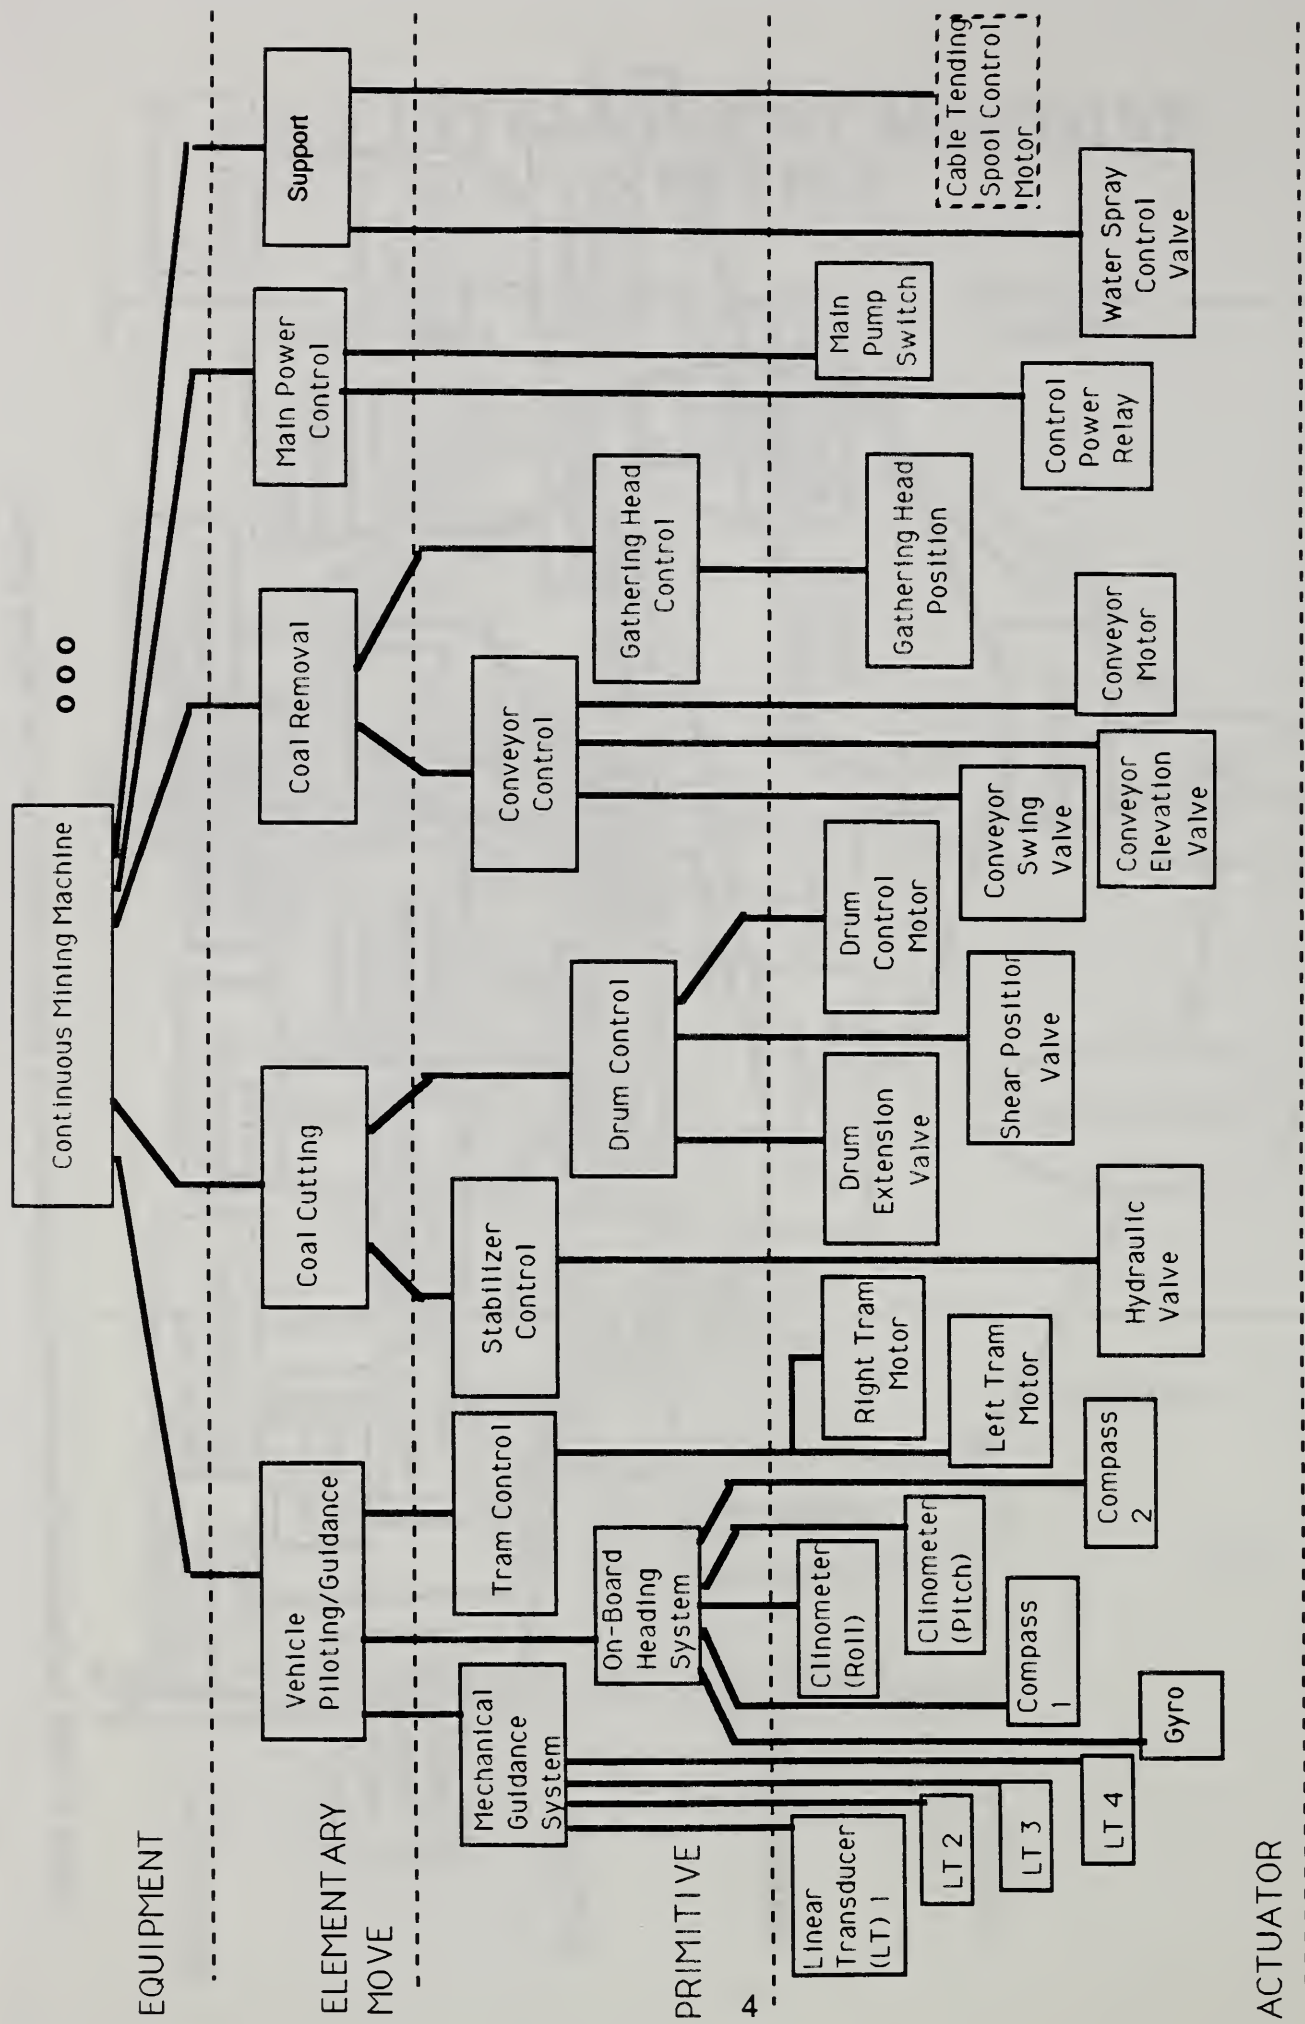 Continuous Mining Machine
o o o
EQUIPMENT
Vehicle
Piloting/Guidance
Coal Cutting
Coal Removal
Main Power
Control
Support
ELEMENTARY
MOVE
Mechanical
Guidance
System
On-Board
Heading
System
Tram Control
Stabilizer
Control
Drum Control
Conveyor
Control
Gathering Head
Control
PRIMITIVE
4
Linear
Transducer
(LT) 1
LT 2
LT 3
LT 4
Gyro
Compass
1
Clinometer
(Roll)
Clinometer
(Pitch)
Compass
2
Right Tram
Motor
Left Tram
Motor
Hydraulic
Valve
Drum
Extension
Valve
Shear Position
Valve
Drum
Control
Motor
Conveyor
Swing
Valve
Conveyor
Elevation
Valve
Conveyor
Motor
Gathering Head
Position
Control
Power
Relay
Main
Pump
Switch
Water Spray
Control
Valve
Cable Tending
Spool Control
Motor
ACTUATOR